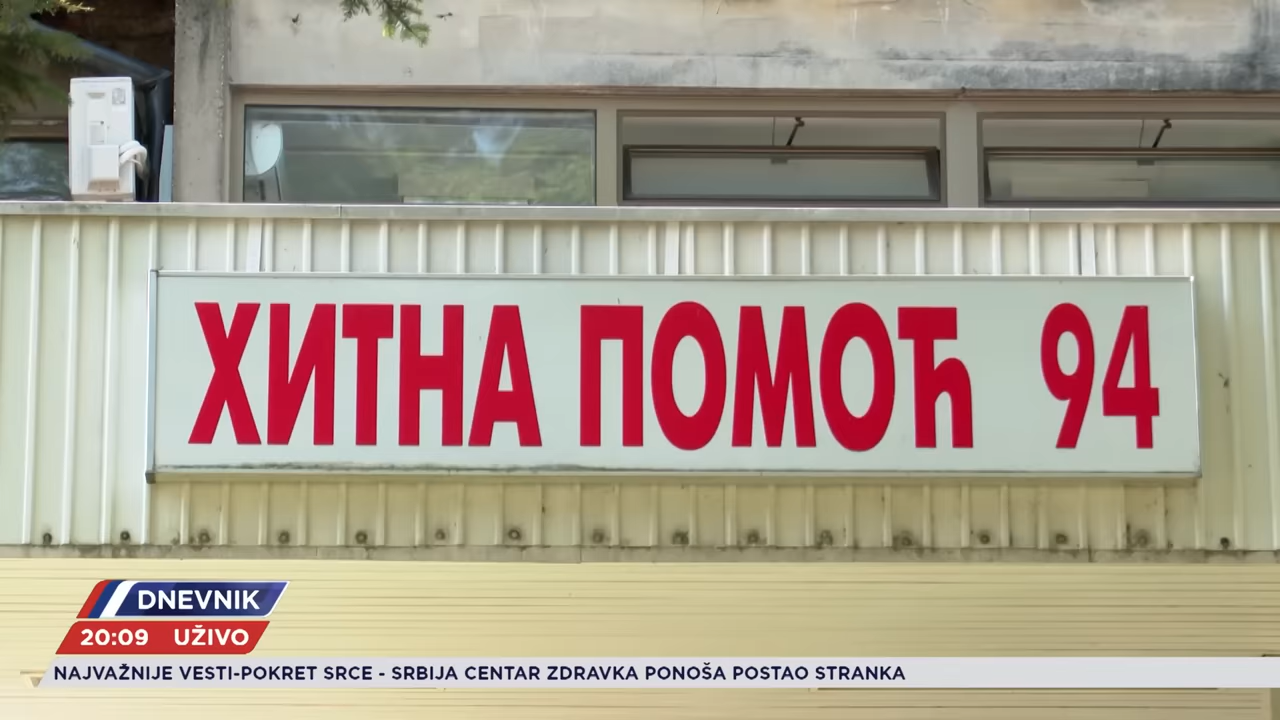 ХИТНА ПОМОЋ 94
DNEVNIK
20:09 UŽIVO
NAJVAŽNIJE VESTI-POKRET SRCE - SRBIJA CENTAR ZDRAVKA PONOŠA POSTAO STRANKA